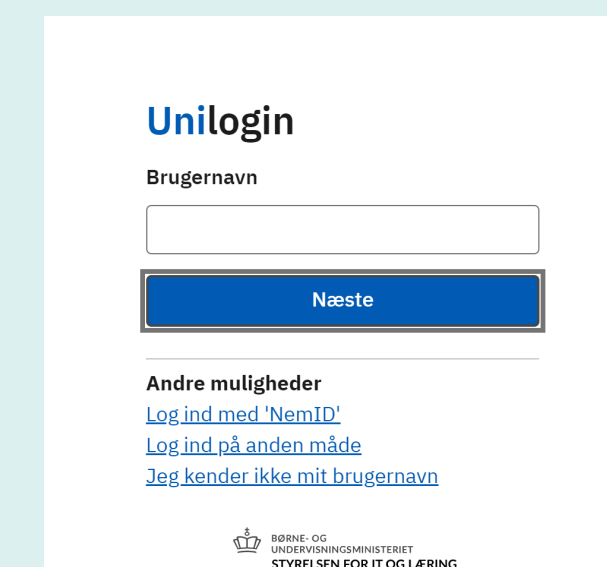 Unilogin
Brugernavn
Næste
Andre muligheder
Log ind med 'NemID'
Log ind på anden måde
Jeg kender ikke mit brugernavn
BØRNE- OG
UNDERVISNINGSMINISTERIET
STYRELSEN FOR IT OG LÆRING